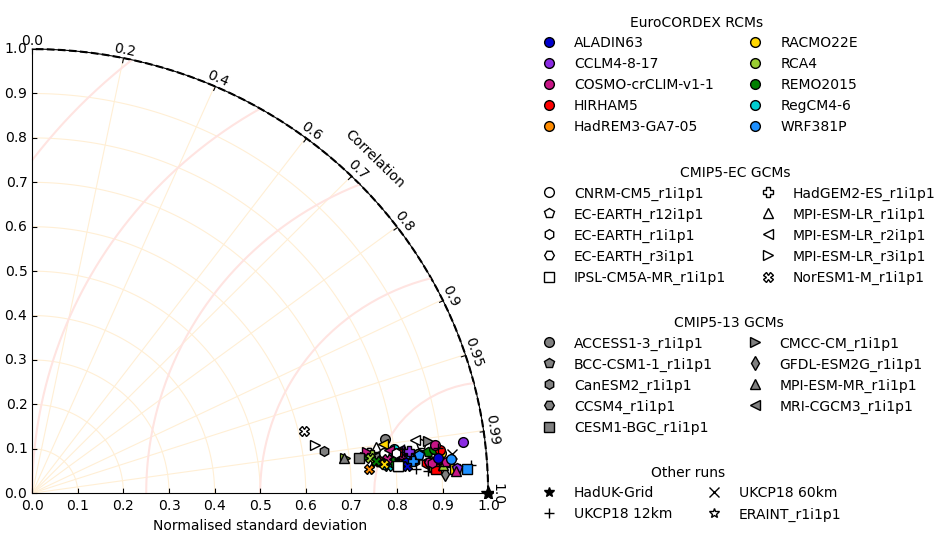 0.0
0.2
0.4
0.6
Correlation
0.7
0.8
0.9
0.95
0.99
1.0
1.0
0.9
0.8
0.7
0.6
0.5
0.4
0.3
0.2
0.1
0.0
0.0 0.1 0.2 0.3 0.4 0.5 0.6 0.7 0.8 0.9 1.0
Normalised standard deviation
EuroCORDEX RCMs
ALADIN63 RACMO22E
CCLM4-8-17 RCA4
COSMO-crCLIM-v1-1 REMO2015
HIRHAM5 RegCM4-6
HadREM3-GA7-05 WRF381P
CMIP5-EC GCMs
CNRM-CM5_r1i1p1 HadGEM2-ES_r1i1p1
EC-EARTH_r12i1p1 MPI-ESM-LR_r1i1p1
EC-EARTH_r1i1p1 MPI-ESM-LR_r2i1p1
EC-EARTH_r3i1p1 MPI-ESM-LR_r3i1p1
IPSL-CM5A-MR_r1i1p1 NorESM1-M_r1i1p1
CMIP5-13 GCMs
ACCESS1-3_r1i1p1 CMCC-CM_r1i1p1
BCC-CSM1-1_r1i1p1 GFDL-ESM2G_r1i1p1
CanESM2_r1i1p1 MPI-ESM-MR_r1i1p1
CCSM4_r1i1p1 MRI-CGCM3_r1i1p1
CESM1-BGC_r1i1p1
Other runs
HadUK-Grid UKCP18 60km
UKCP18 12km ERAINT_r1i1p1